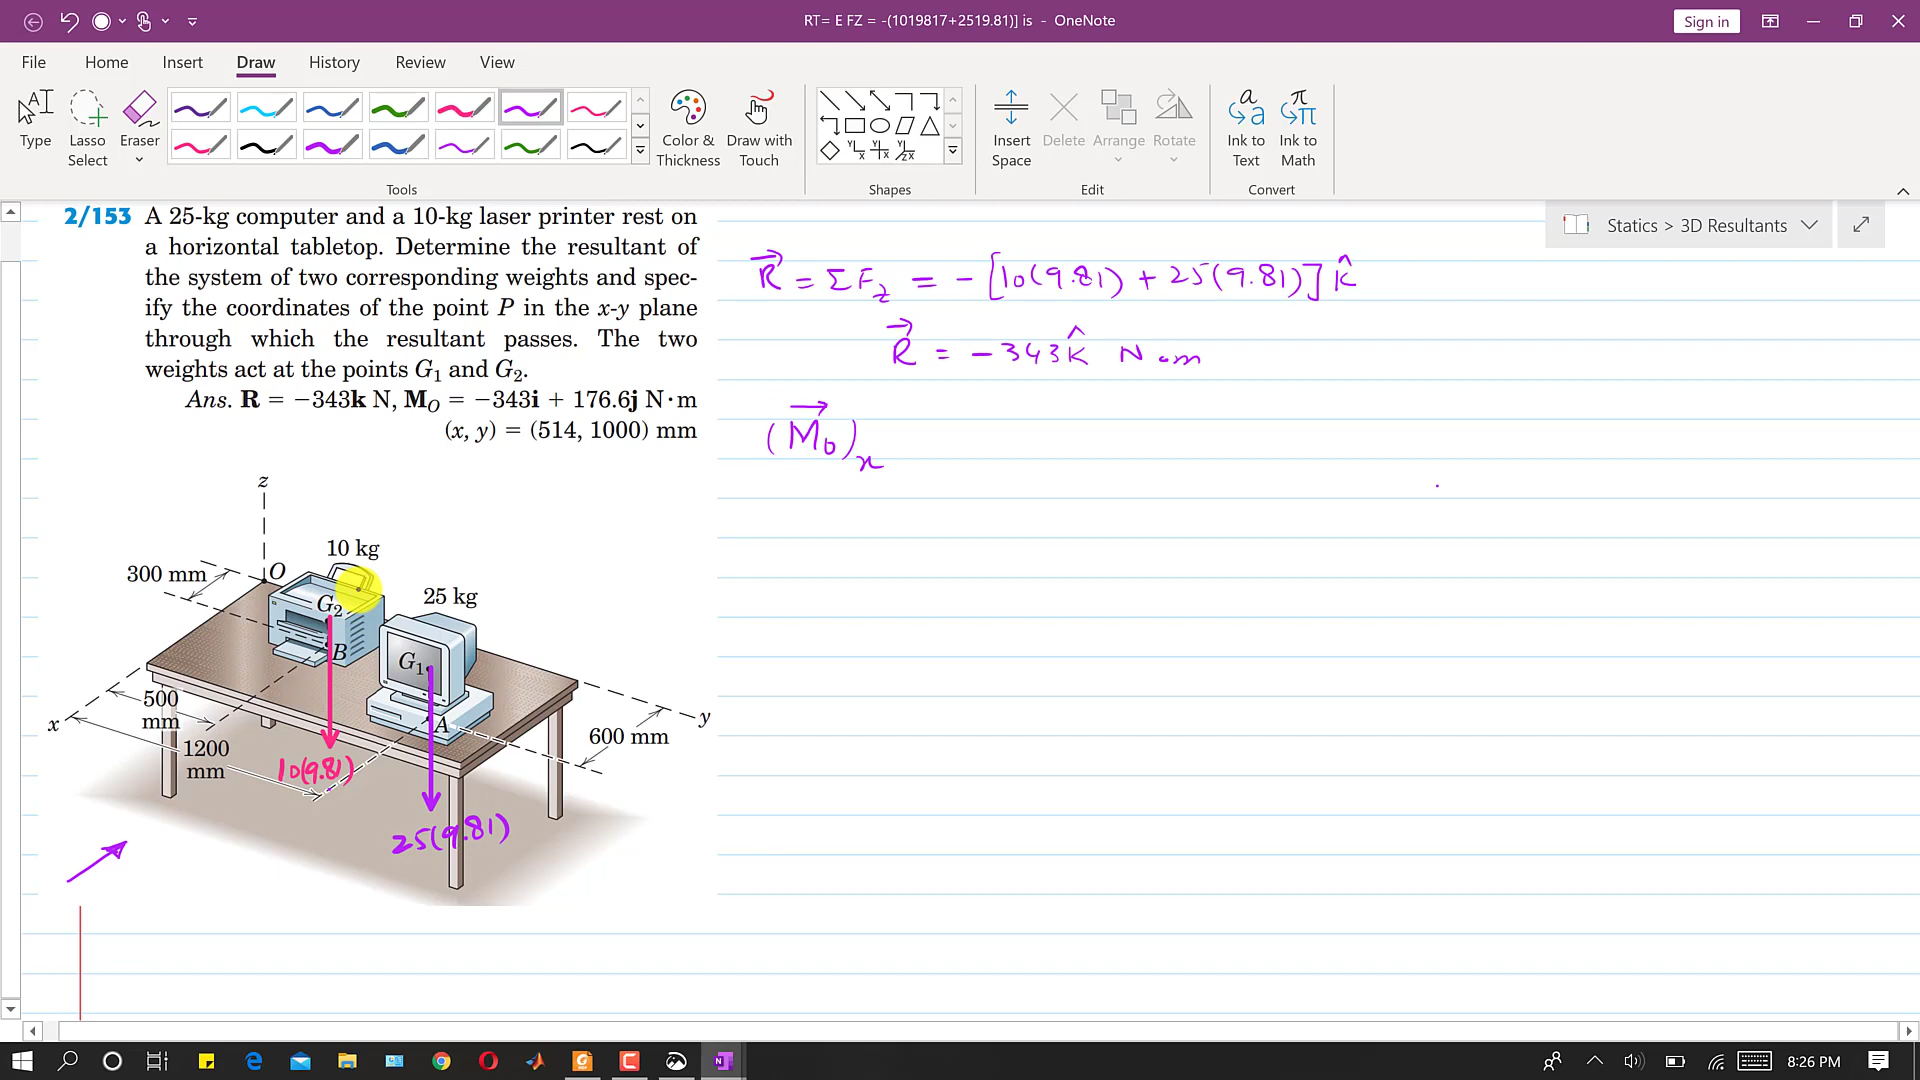 RT= E FZ = -(1019817+2519.81)] is - OneNote
Sign in
File Home Insert Draw History Review View
Type
Lasso Select
Eraser
Color & Thickness
Draw with Touch
Insert Space
Delete
Arrange
Rotate
Ink to Text
Ink to Math
Tools
Shapes
Edit
Convert
Statics > 3D Resultants
2/153 A 25-kg computer and a 10-kg laser printer rest on
a horizontal tabletop. Determine the resultant of
the system of two corresponding weights and spec-
ify the coordinates of the point P in the x-y plane
through which the resultant passes. The two
weights act at the points G₁ and G₂.
Ans. R = −343k N, M_O = −343i + 176.6j N·m
(x, y) = (514, 1000) mm
R⃗ = ΣF_z = -[10(9.81) + 25(9.81)] k̂
R⃗ = -343k̂ N.m
(M⃗_o)_x
z
10 kg
O
300 mm
25 kg
G₂
B
G₁
A
500 mm
x
y
1200 mm
600 mm
10(9.81)
25(9.81)
8:26 PM